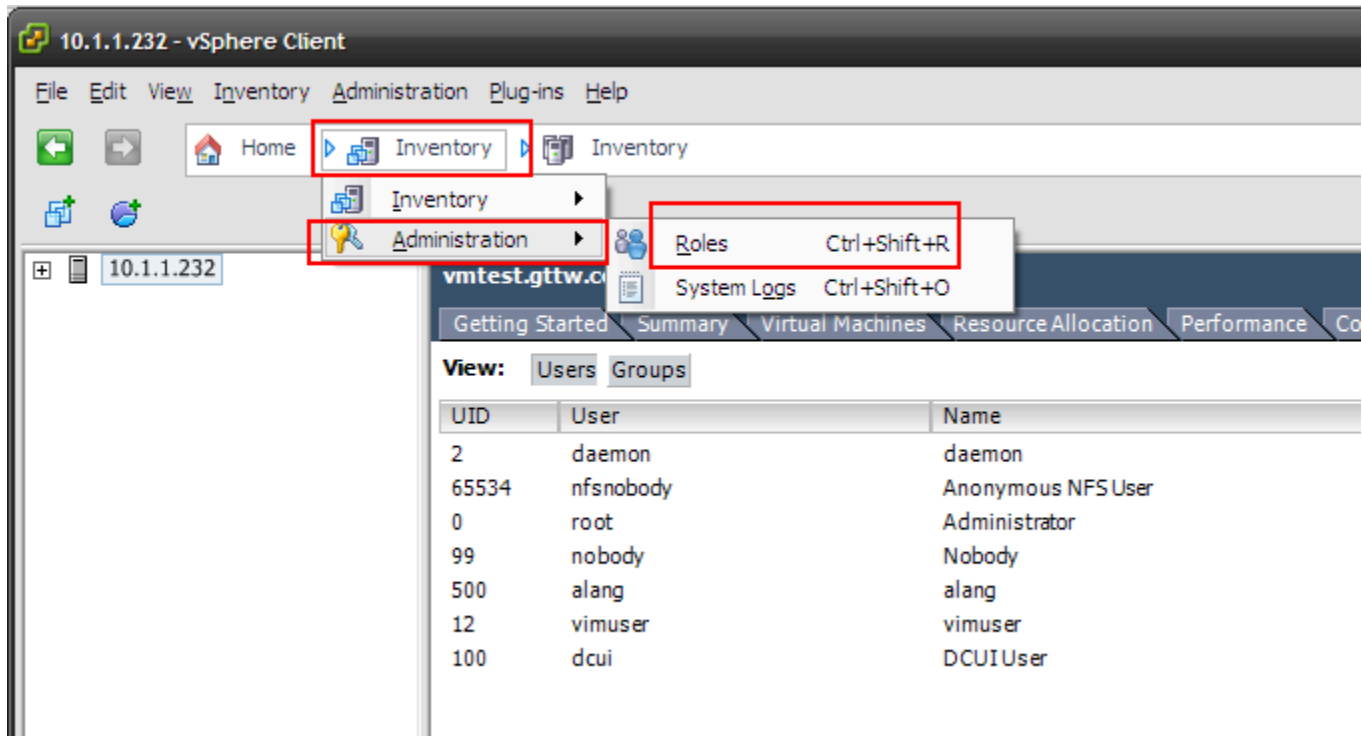 10.1.1.232 - vSphere Client
File Edit View Inventory Administration Plug-ins Help
Home Inventory Inventory
Inventory
Administration
Roles Ctrl+Shift+R
System Logs Ctrl+Shift+O
10.1.1.232
vmtest.gttw.c
Getting Started Summary Virtual Machines Resource Allocation Performance Co
View: Users Groups
UID User Name
2 daemon daemon
65534 nfsnobody Anonymous NFS User
0 root Administrator
99 nobody Nobody
500 alang alang
12 vimuser vimuser
100 dcui DCUI User